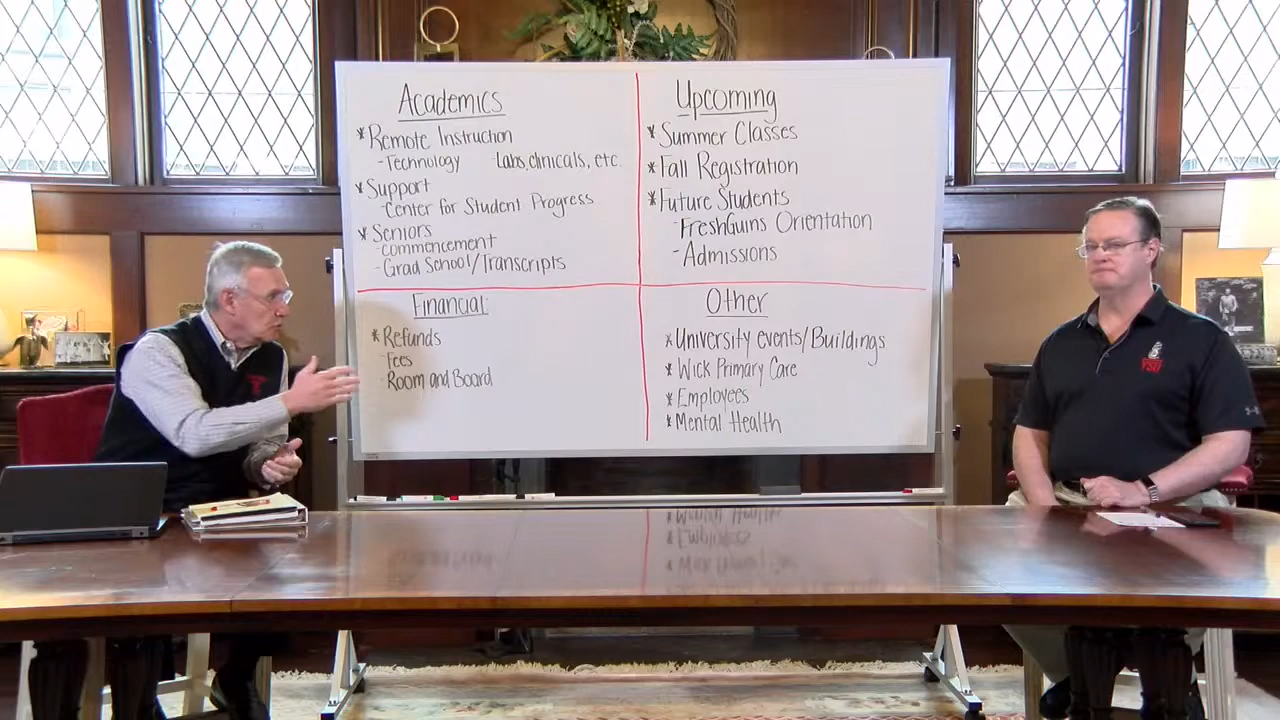 Academics
* Remote Instruction
- Technology - Labs, clinicals, etc.
* Support
- Center for Student Progress
* Seniors
- Commencement
- Grad School/Transcripts
Upcoming
* Summer Classes
* Fall Registration
* Future Students
- FreshGuins Orientation
- Admissions
Financial
* Refunds
- Fees
- Room and Board
Other
* University events/Buildings
* Wick Primary Care
* Employees
* Mental Health
YSU